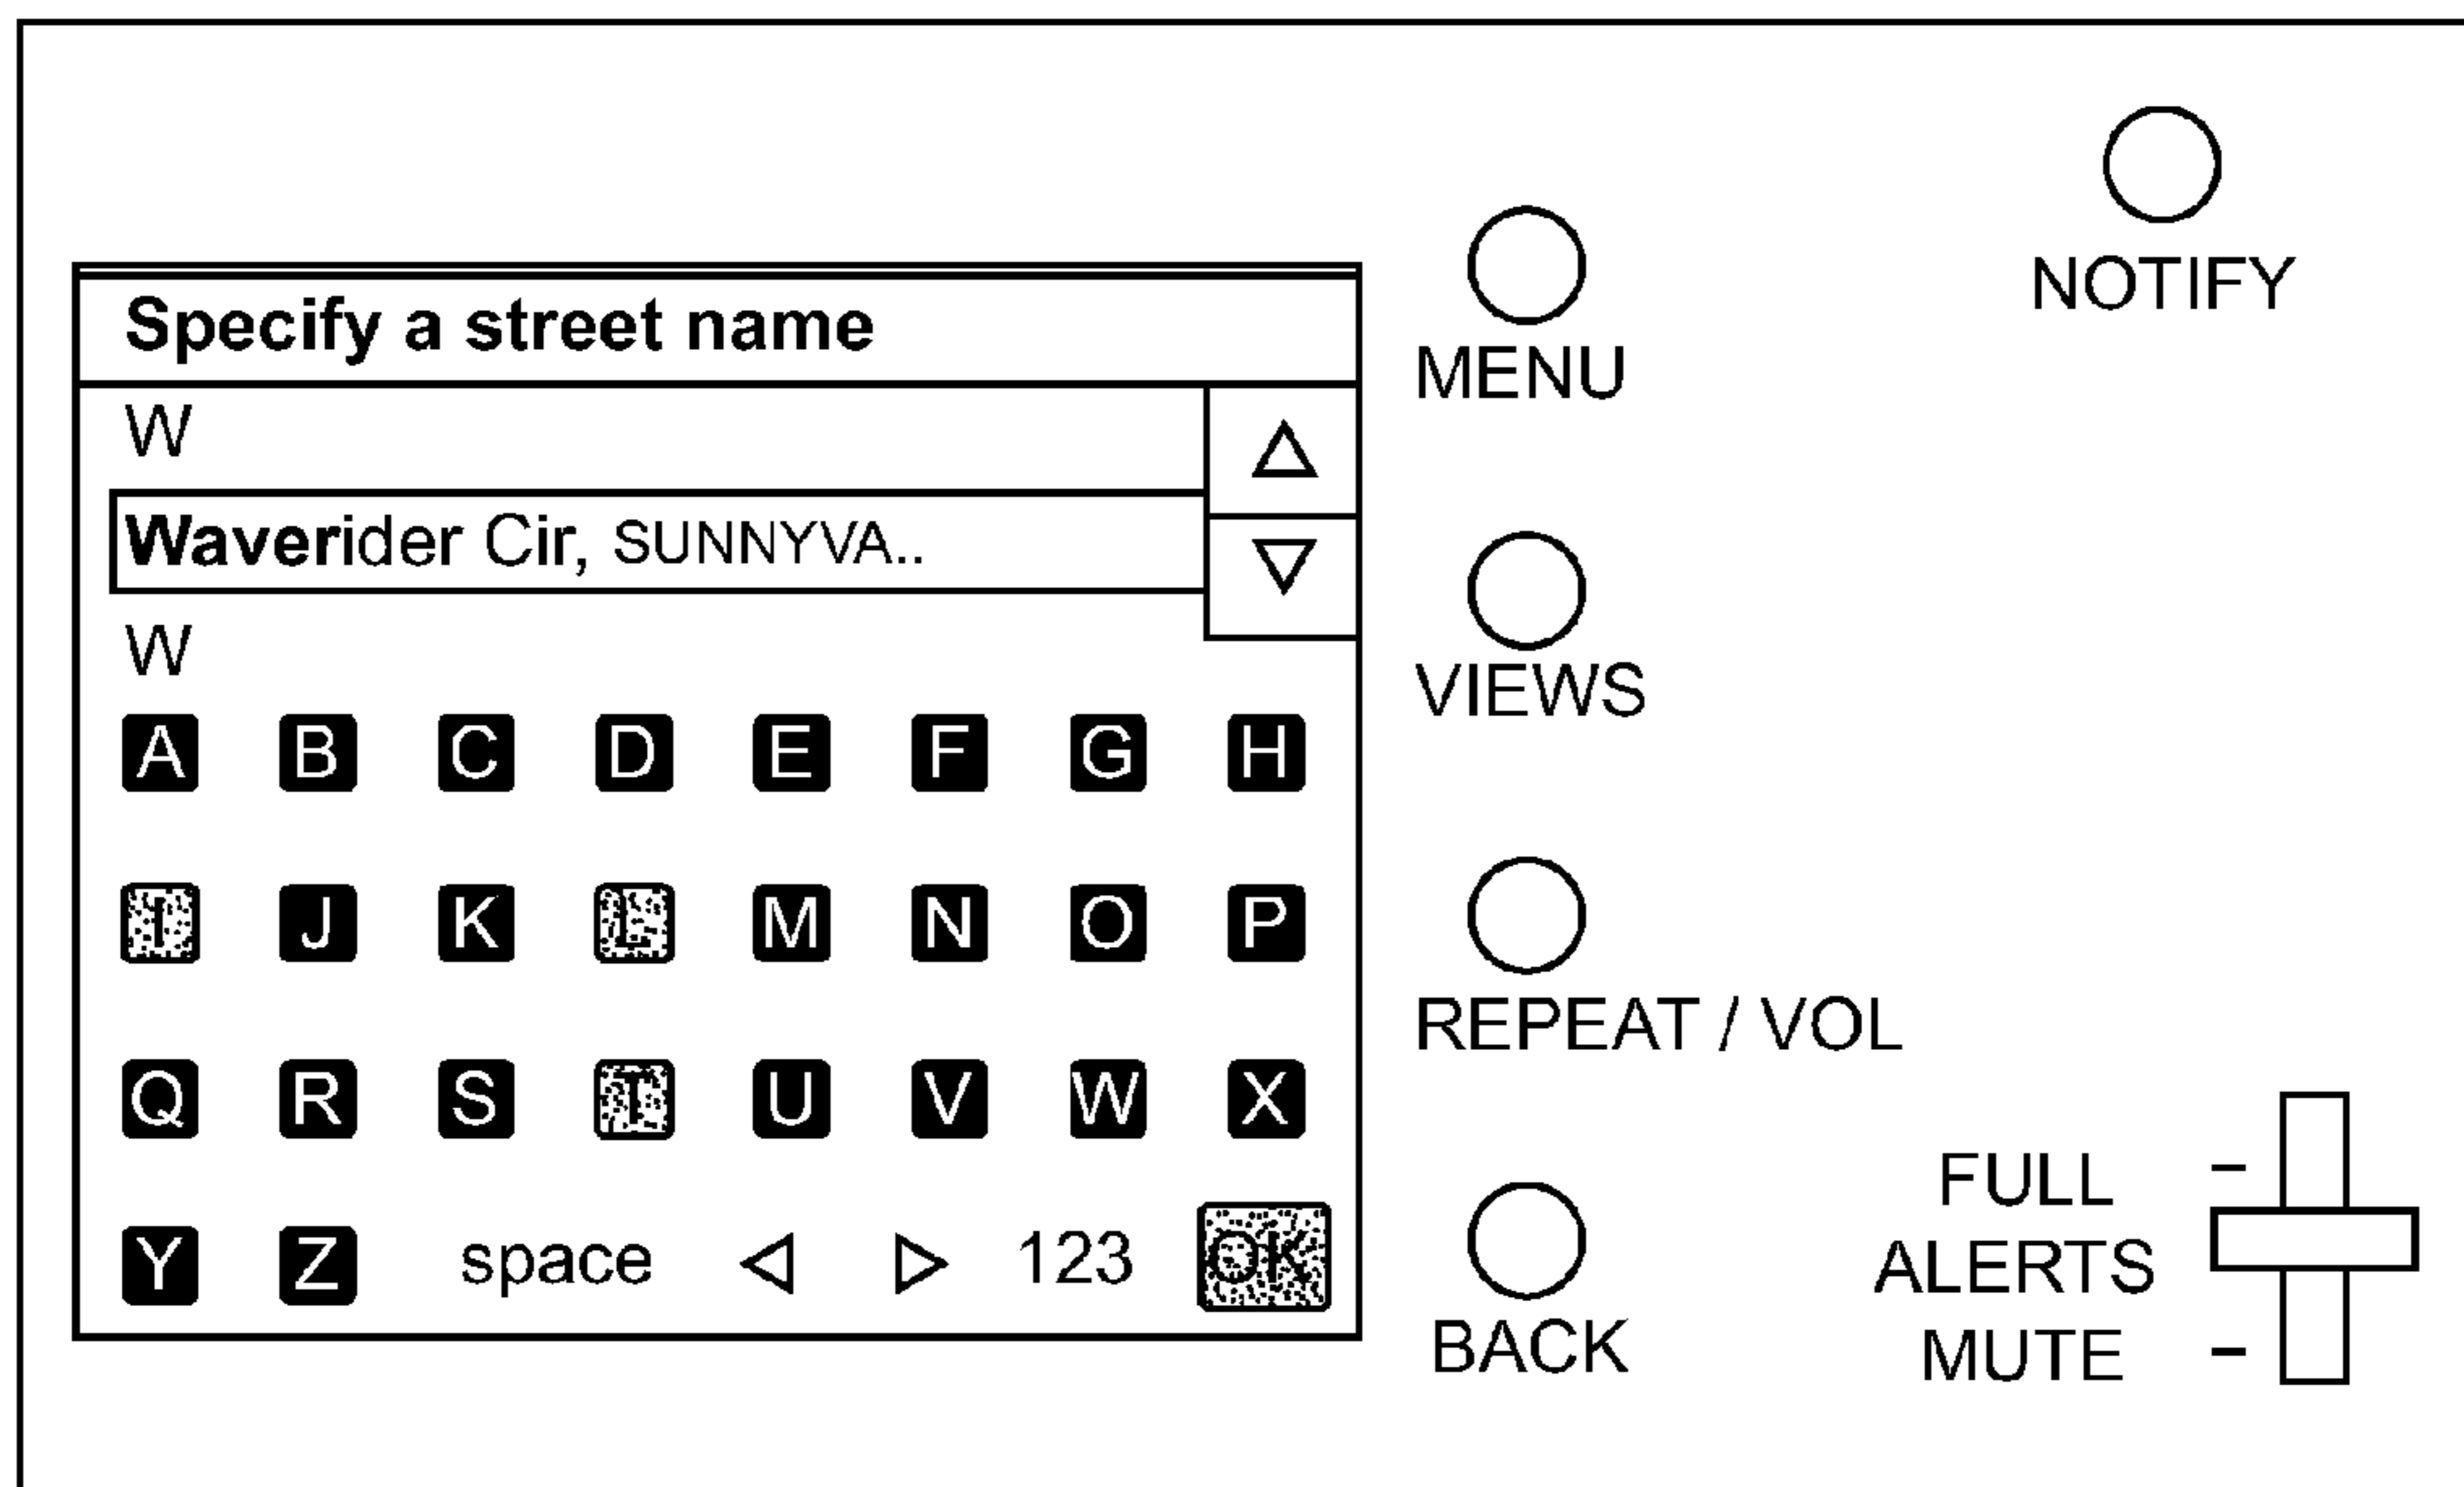 NOTIFY
MENU
Specify a street name
W
Waverider Cir, SUNNYVA..
W
VIEWS
A B C D E F G H
I J K L M N O P
REPEAT / VOL
Q R S T U V W X
Y Z space 123 OK
FULL
ALERTS
MUTE
BACK